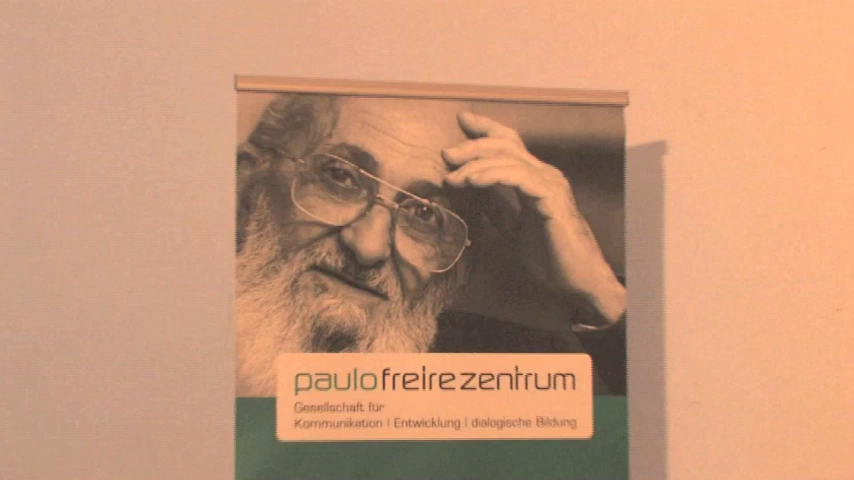 paulofreirezentrum
Gesellschaft für
Kommunikation | Entwicklung | dialogische Bildung